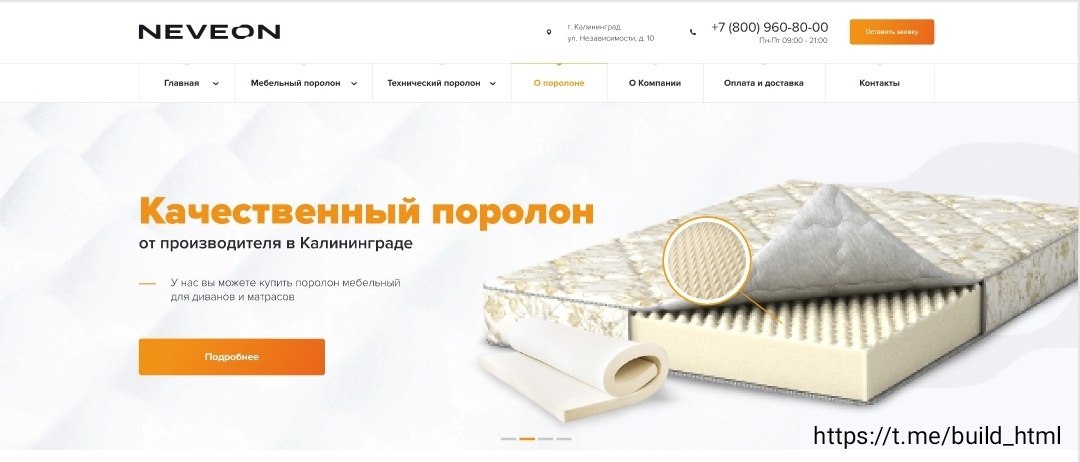 NEVEON
г. Калининград
ул. Независимости, д. 10
+7 (800) 960-80-00
Пн-Пт 09:00 - 21:00
Оставить заявку
Главная
Мебельный поролон
Технический поролон
О поролоне
О Компании
Оплата и доставка
Контакты
Качественный поролон
от производителя в Калининграде
У нас вы можете купить поролон мебельный
для диванов и матрасов
Подробнее
https://t.me/build_html